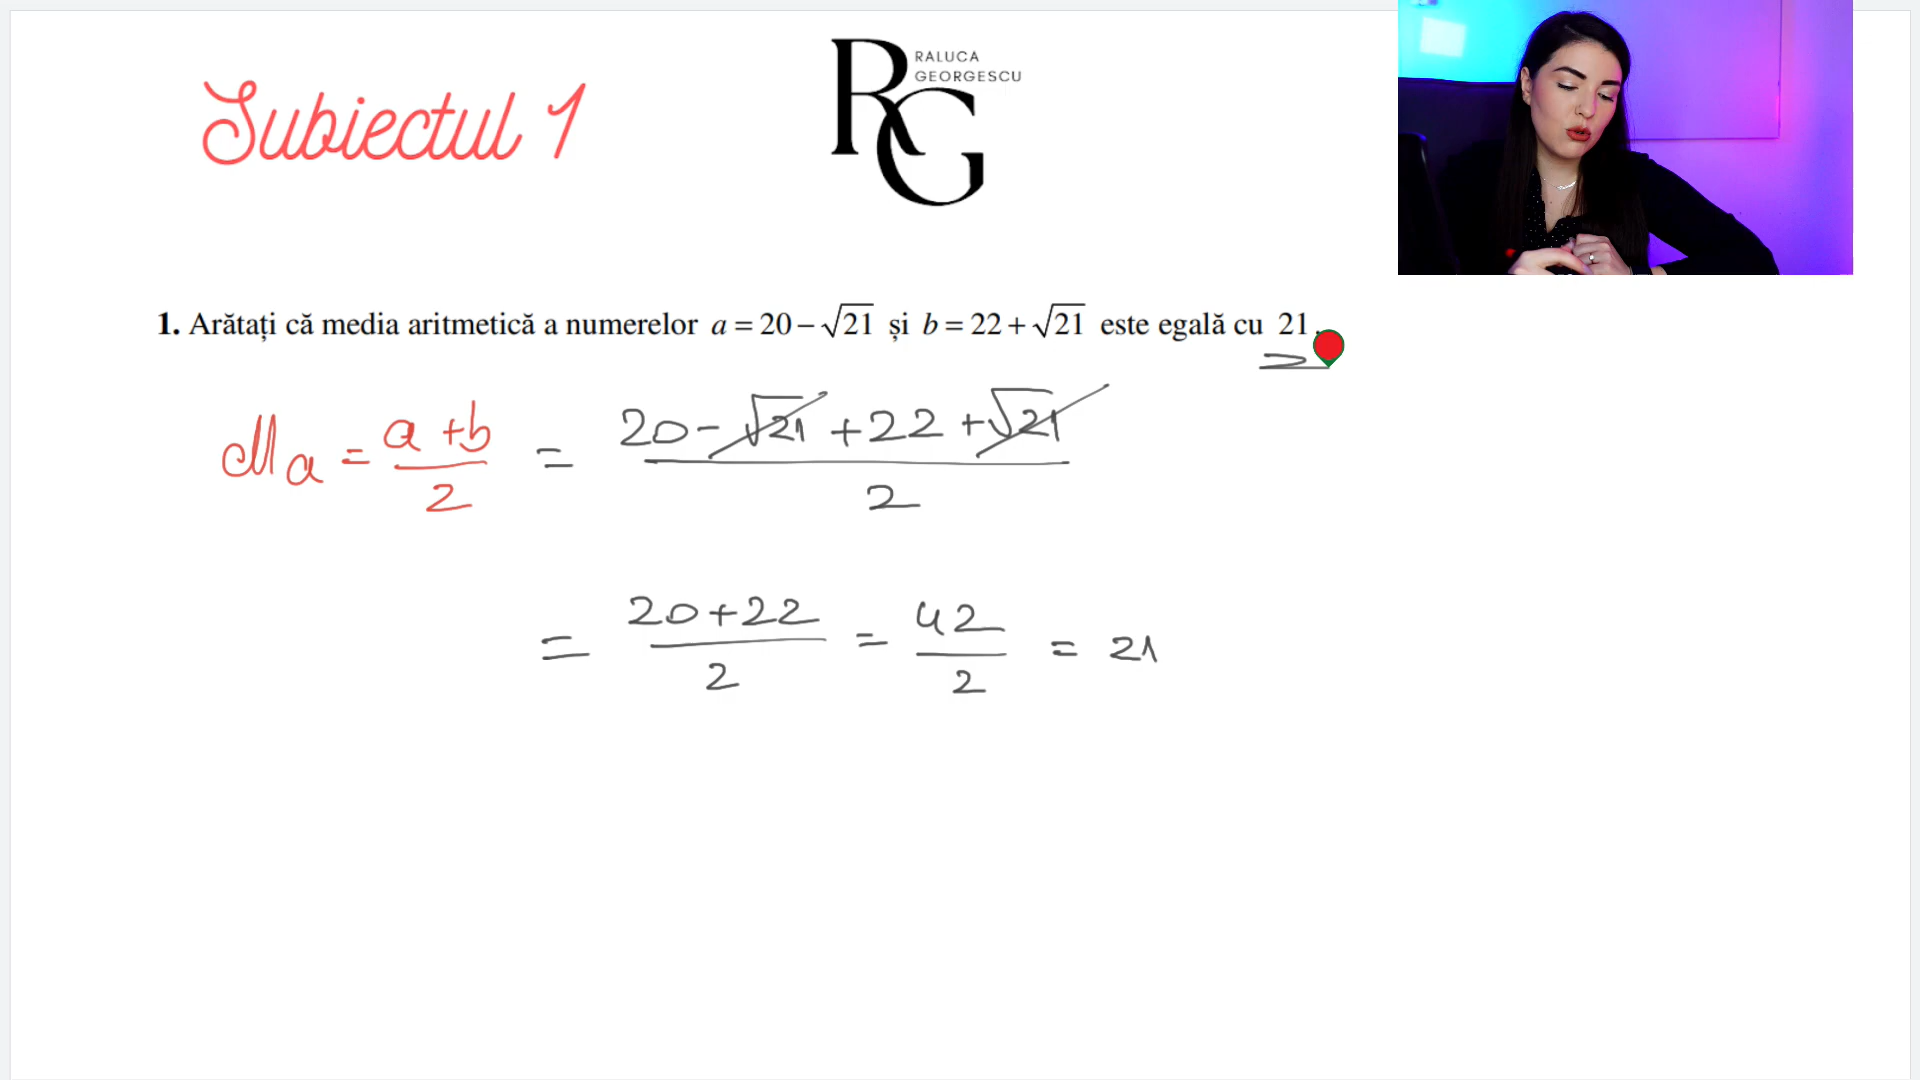 Subiectul 1
RALUCA
GEORGESCU
RG
1. Arătați că media aritmetică a numerelor a = 20 − √21 și b = 22 + √21 este egală cu 21.
Ma = a+b/2 = 20-√21+22+√21/2
= 20+22/2 = 42/2 = 21